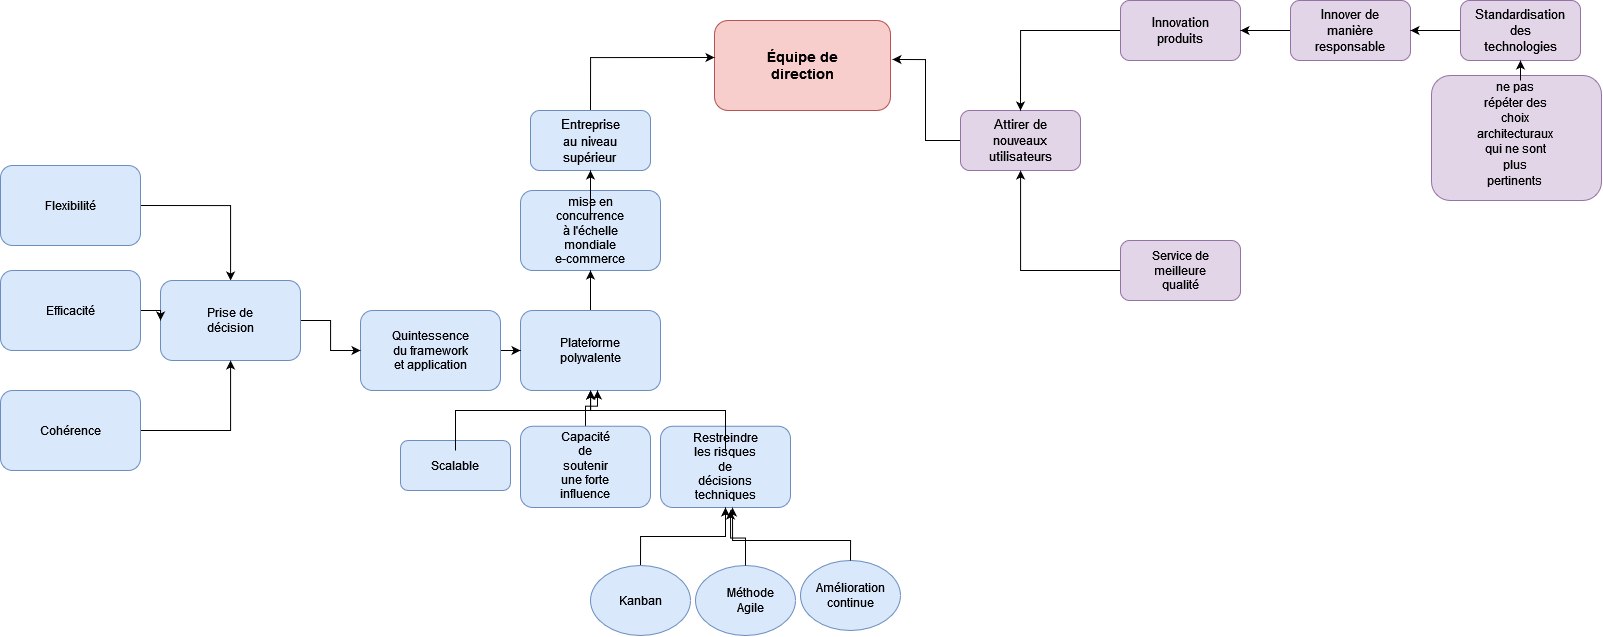 Équipe de
direction
Innovation
produits
Innover de
manière
responsable
Standardisation
des
technologies
ne pas
répéter des
choix
architecturaux
qui ne sont
plus
pertinents
Entreprise
au niveau
supérieur
Attirer de
nouveaux
utilisateurs
Flexibilité
mise en
concurrence
à l'échelle
mondiale
e-commerce
Service de
meilleure
qualité
Efficacité
Prise de
décision
Quintessence
du framework
et application
Plateforme
polyvalente
Cohérence
Scalable
Capacité
de
soutenir
une forte
influence
Restreindre
les risques
de
décisions
techniques
Kanban
Méthode
Agile
Amélioration
continue